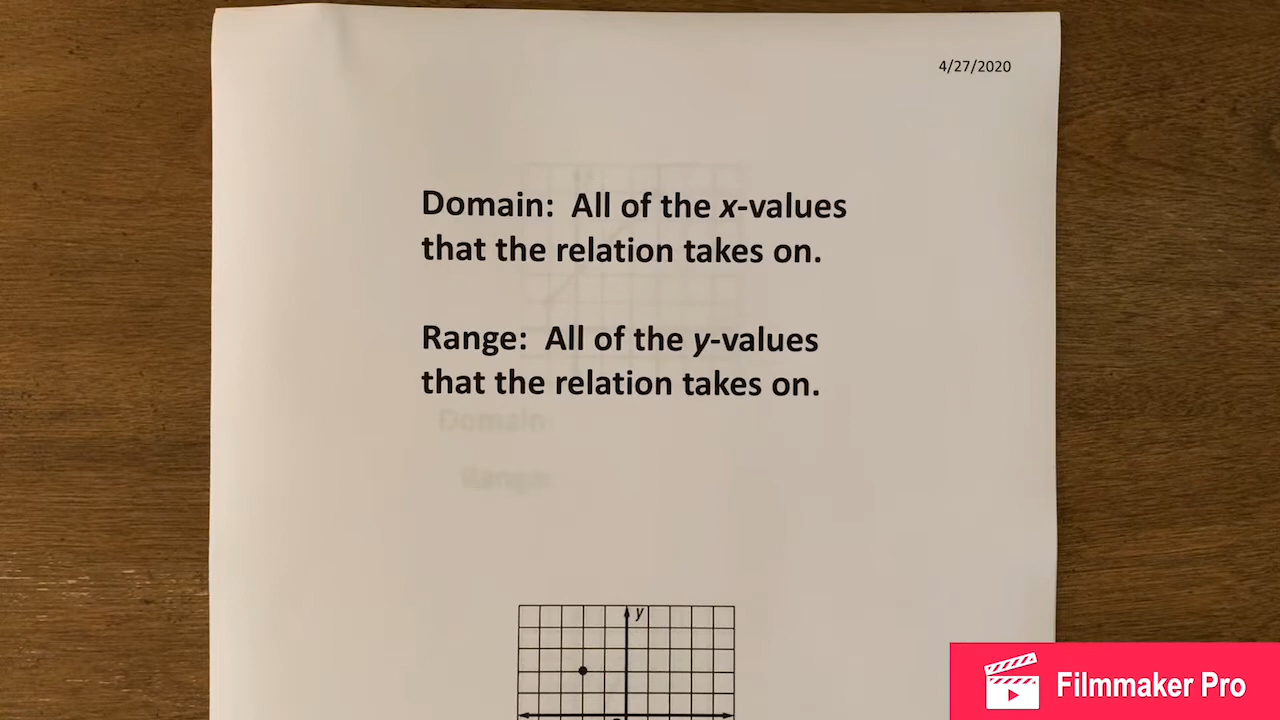 4/27/2020
Domain: All of the x-values
that the relation takes on.
Range: All of the y-values
that the relation takes on.
Domain
Range
y
Filmmaker Pro